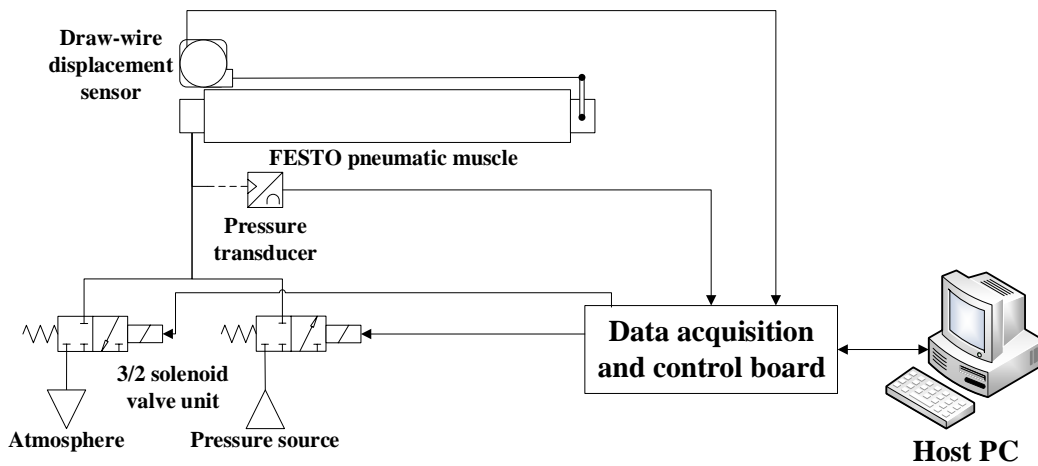 Draw-wire
displacement
sensor
FESTO pneumatic muscle
Pressure
transducer
Data acquisition
and control board
3/2 solenoid
valve unit
Atmosphere
Pressure source
Host PC